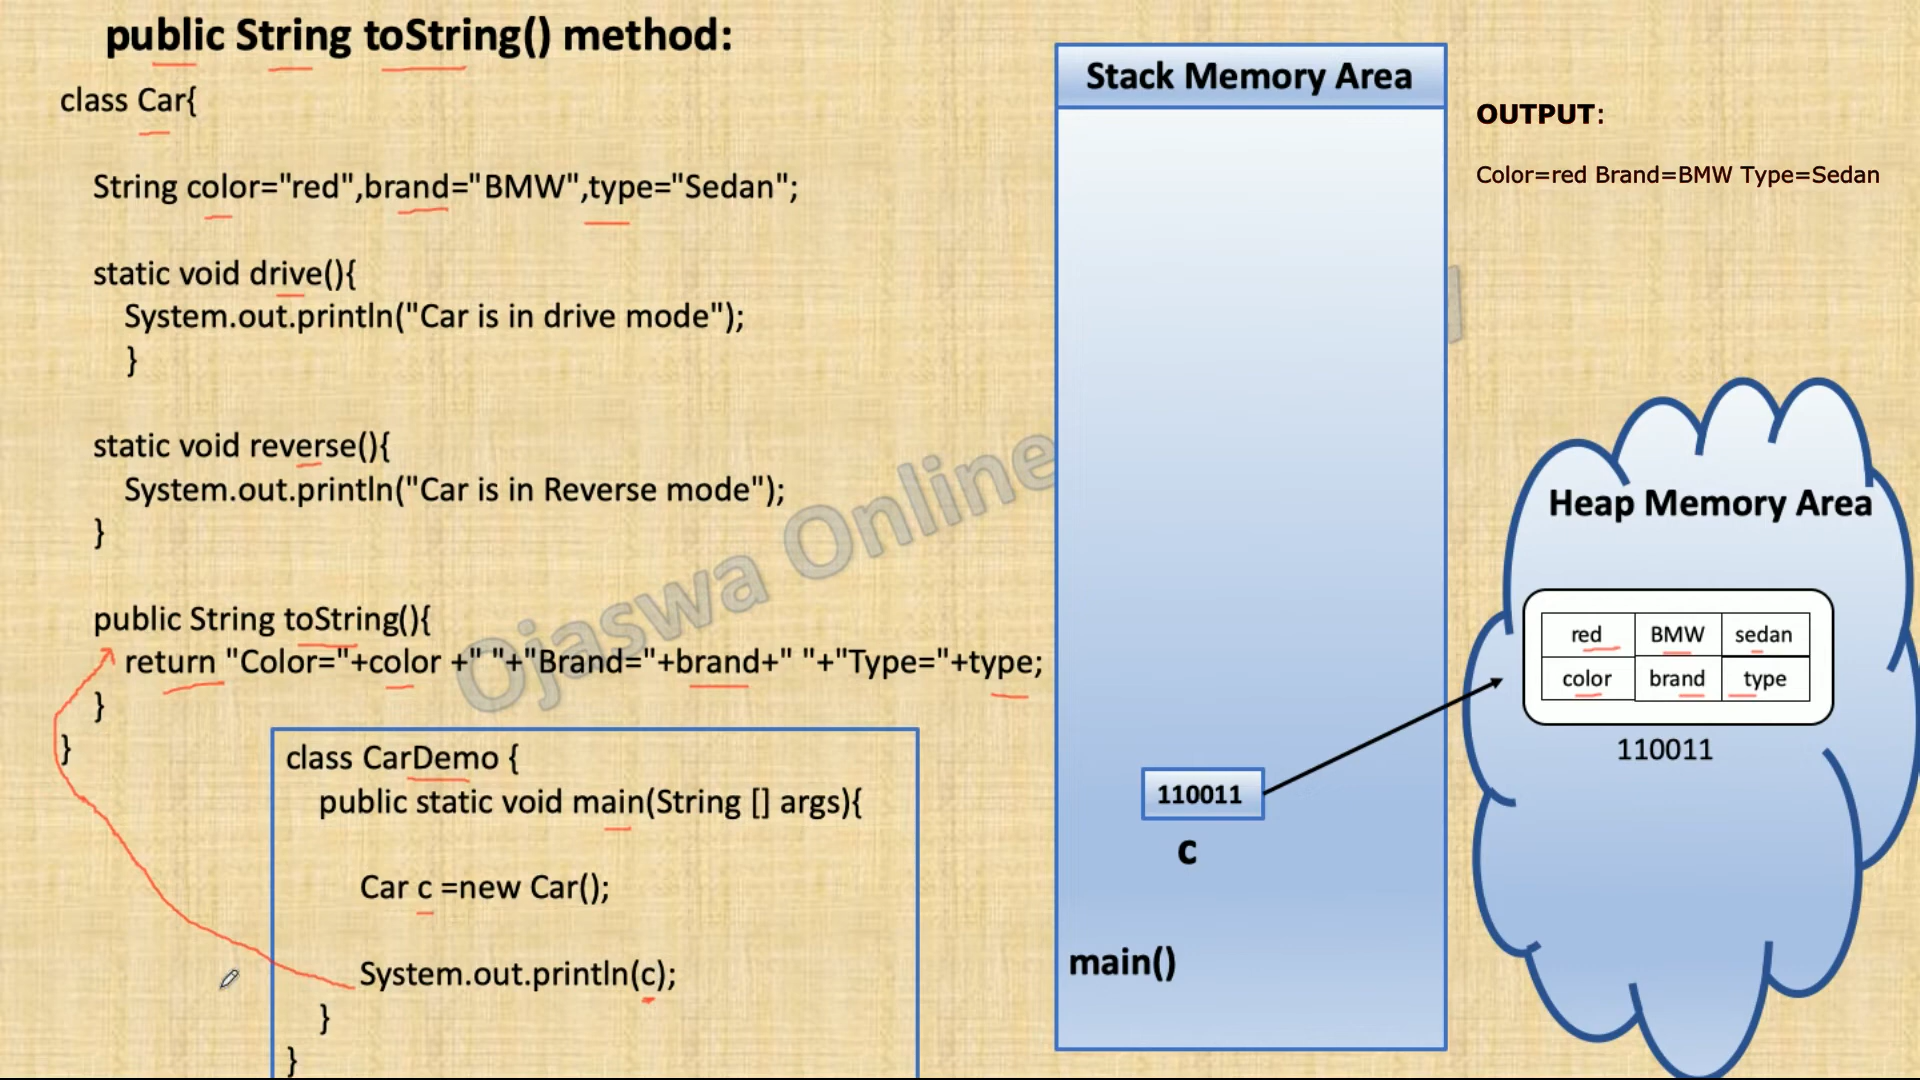 public String toString() method:
class Car{
String color="red",brand="BMW",type="Sedan";
static void drive(){
System.out.println("Car is in drive mode");
}
static void reverse(){
System.out.println("Car is in Reverse mode");
}
public String toString(){
return "Color="+color +" "+"Brand="+brand+" "+"Type="+type;
}
}
class CarDemo {
public static void main(String [] args){
Car c =new Car();
System.out.println(c);
}
}
Ojaswa Online
Stack Memory Area
110011
c
main()
OUTPUT:
Color=red Brand=BMW Type=Sedan
Heap Memory Area
red BMW sedan
color brand type
110011